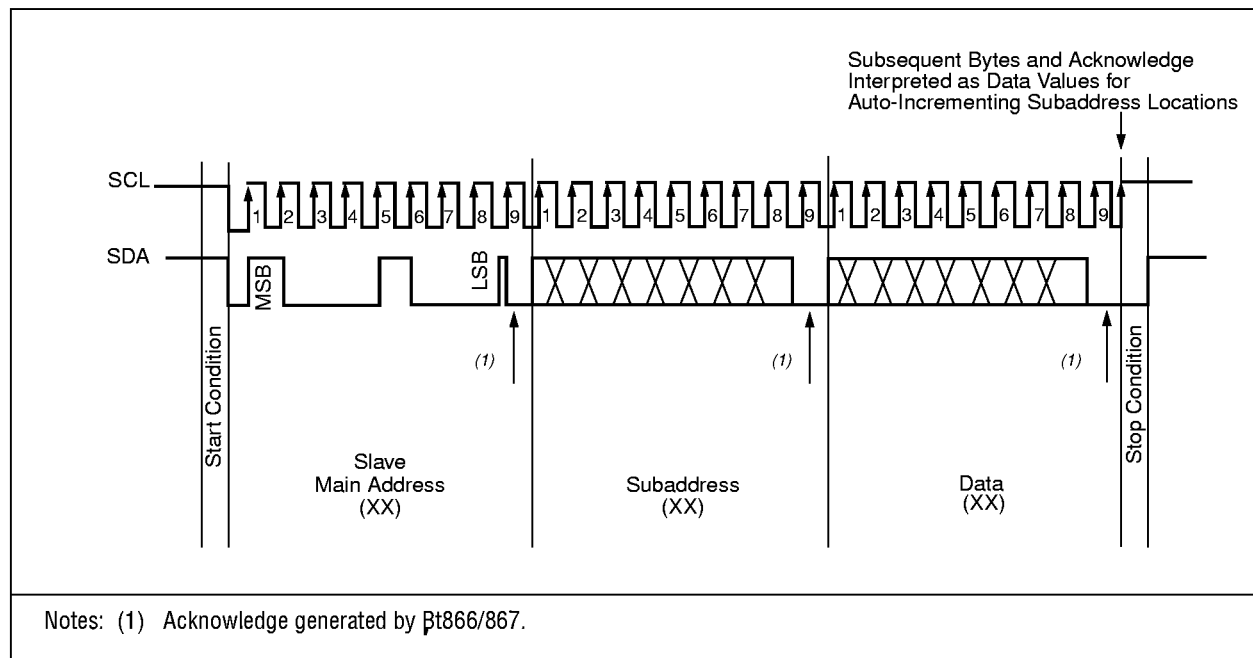 Subsequent Bytes and Acknowledge
Interpreted as Data Values for
Auto-Incrementing Subaddress Locations
SCL
1 2 3 4 5 6 7 8 9 1 2 3 4 5 6 7 8 9 1 2 3 4 5 6 7 8 9
SDA
MSB
LSB
(1)
(1)
(1)
Start Condition
Stop Condition
Slave
Main Address
(XX)
Subaddress
(XX)
Data
(XX)
Notes: (1) Acknowledge generated by Bt866/867.